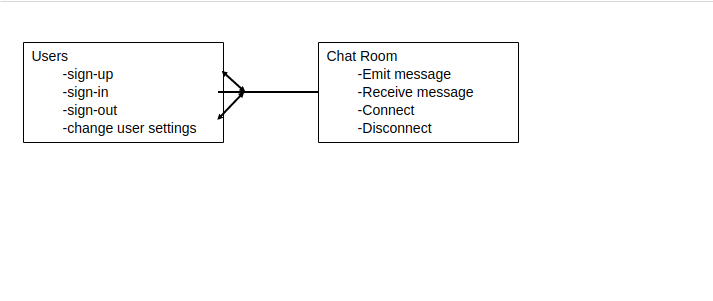 Users
-sign-up
-sign-in
-sign-out
-change user settings
Chat Room
-Emit message
-Receive message
-Connect
-Disconnect